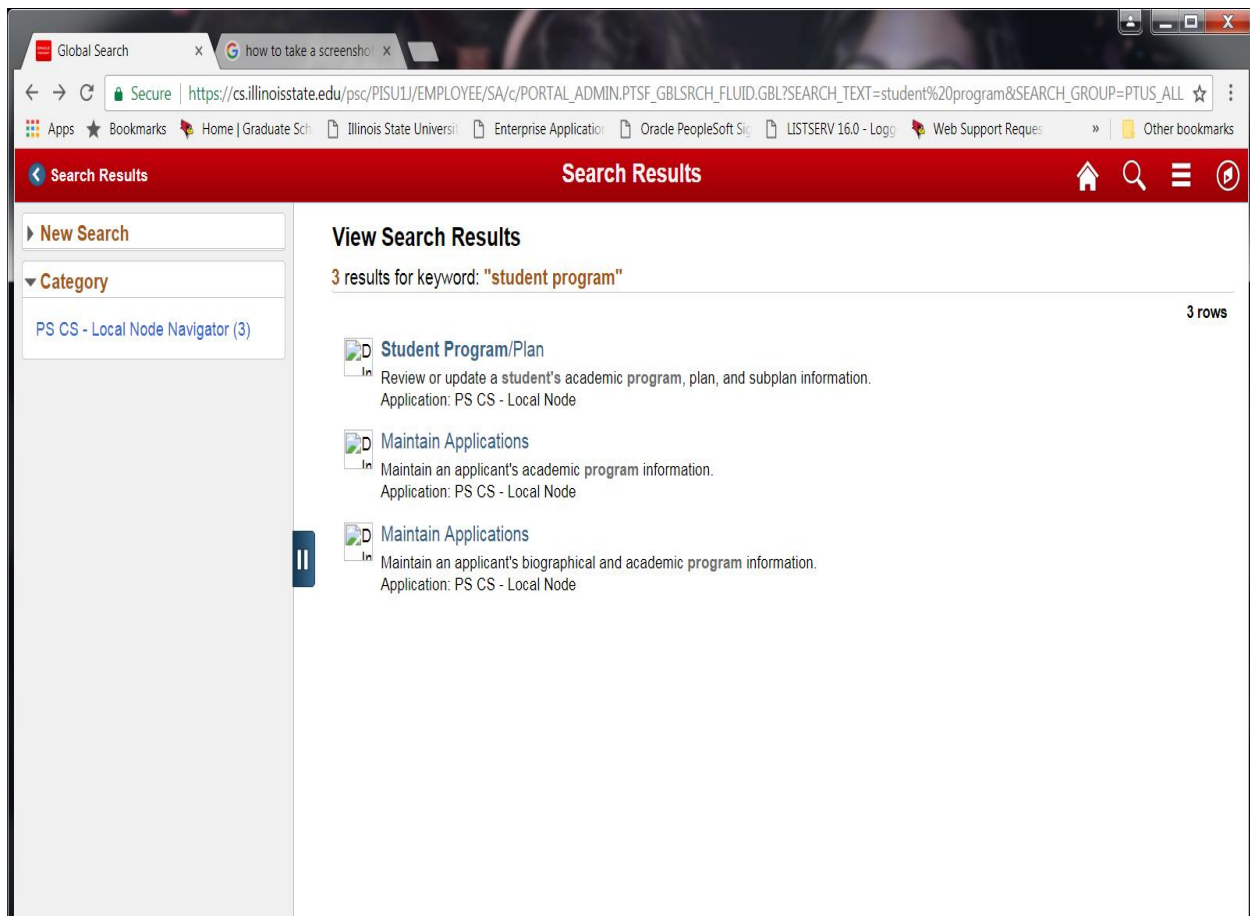 Global Search
how to take a screenshot
Secure | https://cs.illinoisstate.edu/psc/PISU1J/EMPLOYEE/SA/c/PORTAL_ADMIN.PTSF_GBLSRCH_FLUID.GBL?SEARCH_TEXT=student%20program&SEARCH_GROUP=PTUS_ALL
Apps Bookmarks Home | Graduate Sch Illinois State Universit Enterprise Application Oracle PeopleSoft Sig LISTSERV 16.0 - Logg Web Support Reques » Other bookmarks
Search Results
Search Results
New Search
Category
PS CS - Local Node Navigator (3)
View Search Results
3 results for keyword: "student program"
3 rows
D
In
Student Program/Plan
Review or update a student's academic program, plan, and subplan information.
Application: PS CS - Local Node
D
In
Maintain Applications
Maintain an applicant's academic program information.
Application: PS CS - Local Node
D
In
Maintain Applications
Maintain an applicant's biographical and academic program information.
Application: PS CS - Local Node